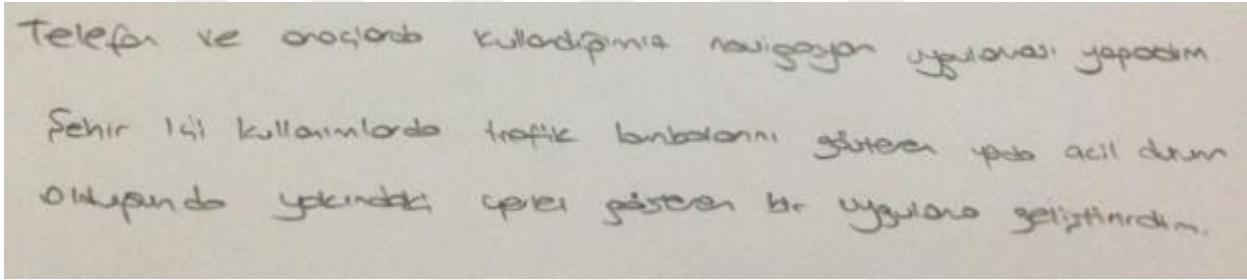 Telefon ve araçlarda kullandığımız navigasyon uygulaması yapardım
Şehir içi kullanımlarda trafik lambalarını gösteren yada acil durum
olduğunda yakındaki gösteren bir uygulama geliştirirdim.